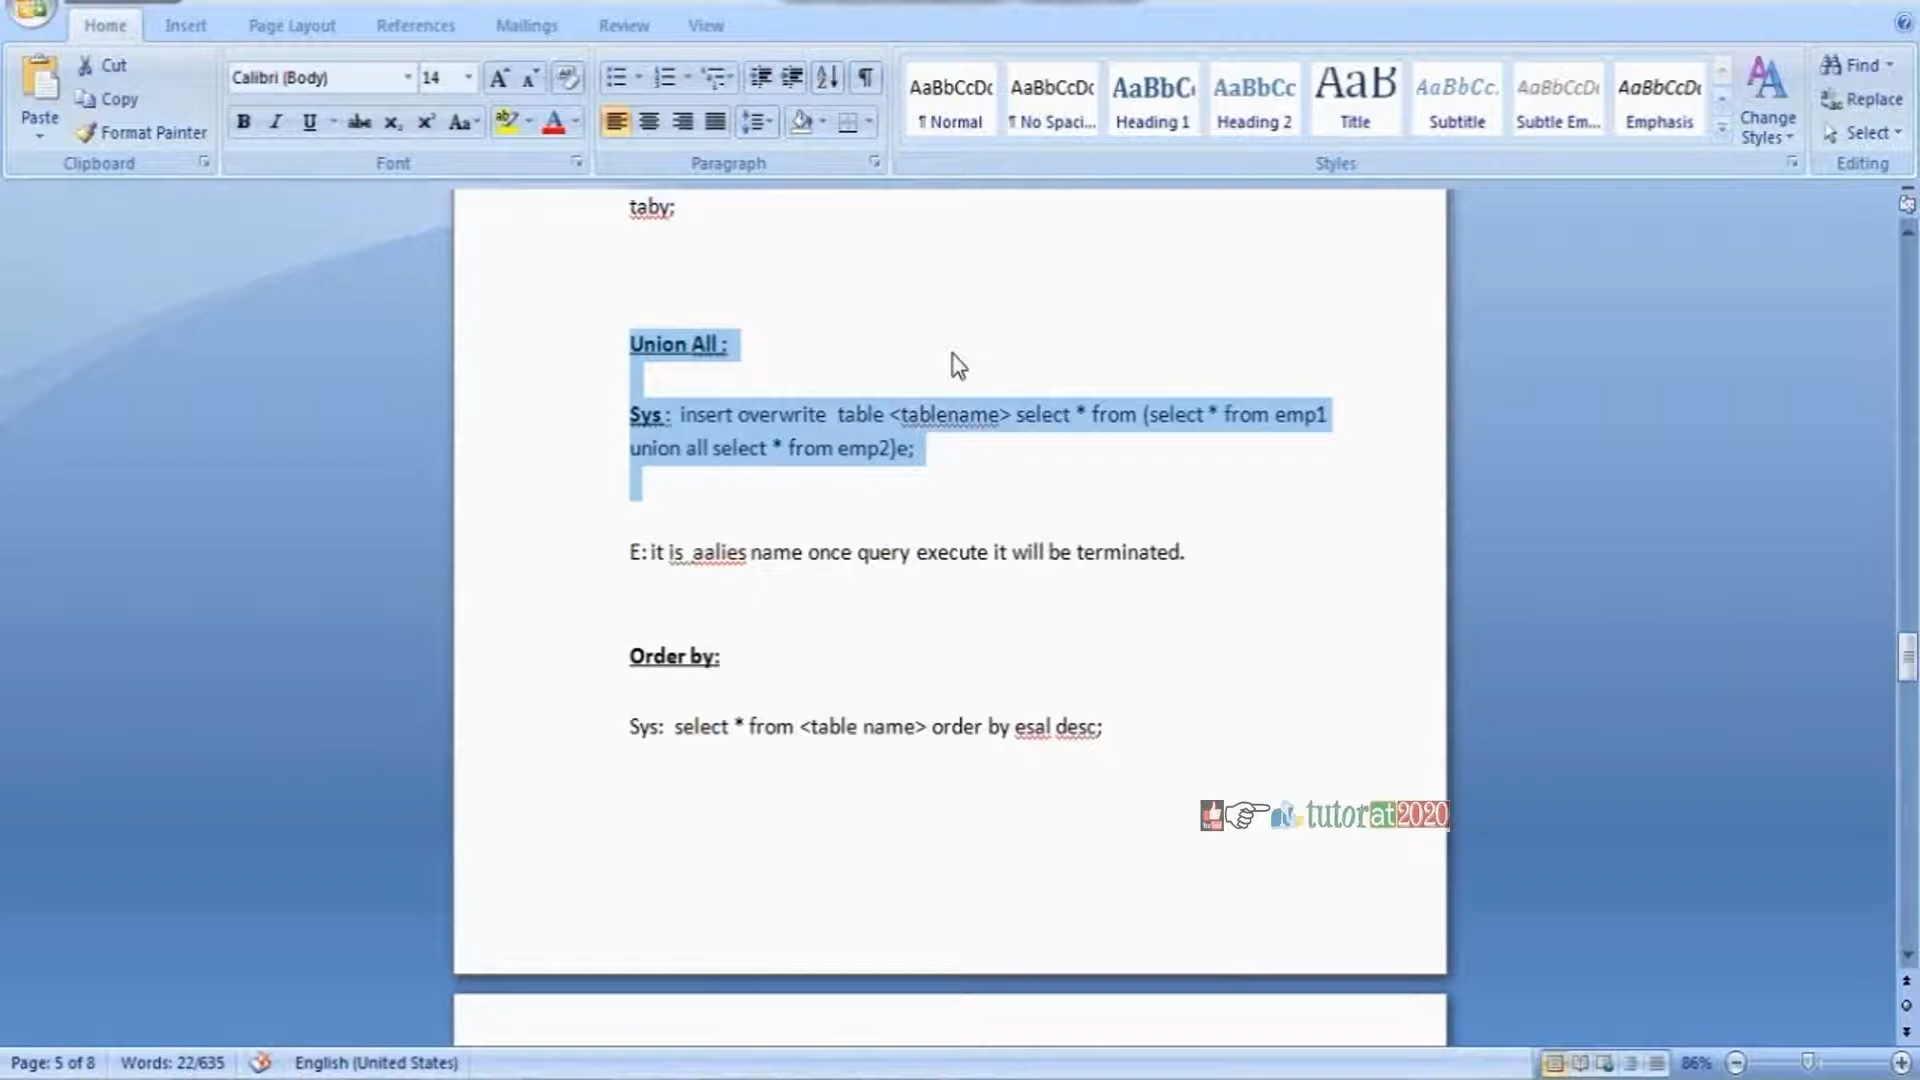 Home Insert Page Layout References Mailings Review View
Paste
Cut
Copy
Format Painter
Clipboard
Calibri (Body) 14
Font
Paragraph
AaBbCcDc AaBbCcDc AaBbC AaBbCc AaB AaBbCc. AaBbCcDt AaBbCcDt
¶ Normal ¶ No Spaci... Heading 1 Heading 2 Title Subtitle Subtle Em... Emphasis
Change
Styles
Styles
Find
Replace
Select
Editing
taby;
Union All :
Sys : insert overwrite table <tablename> select * from (select * from emp1
union all select * from emp2)e;
E: it is aalies name once query execute it will be terminated.
Order by:
Sys: select * from <table name> order by esal desc;
tutorat2020
Page: 5 of 8 Words: 22/635 English (United States) 86%